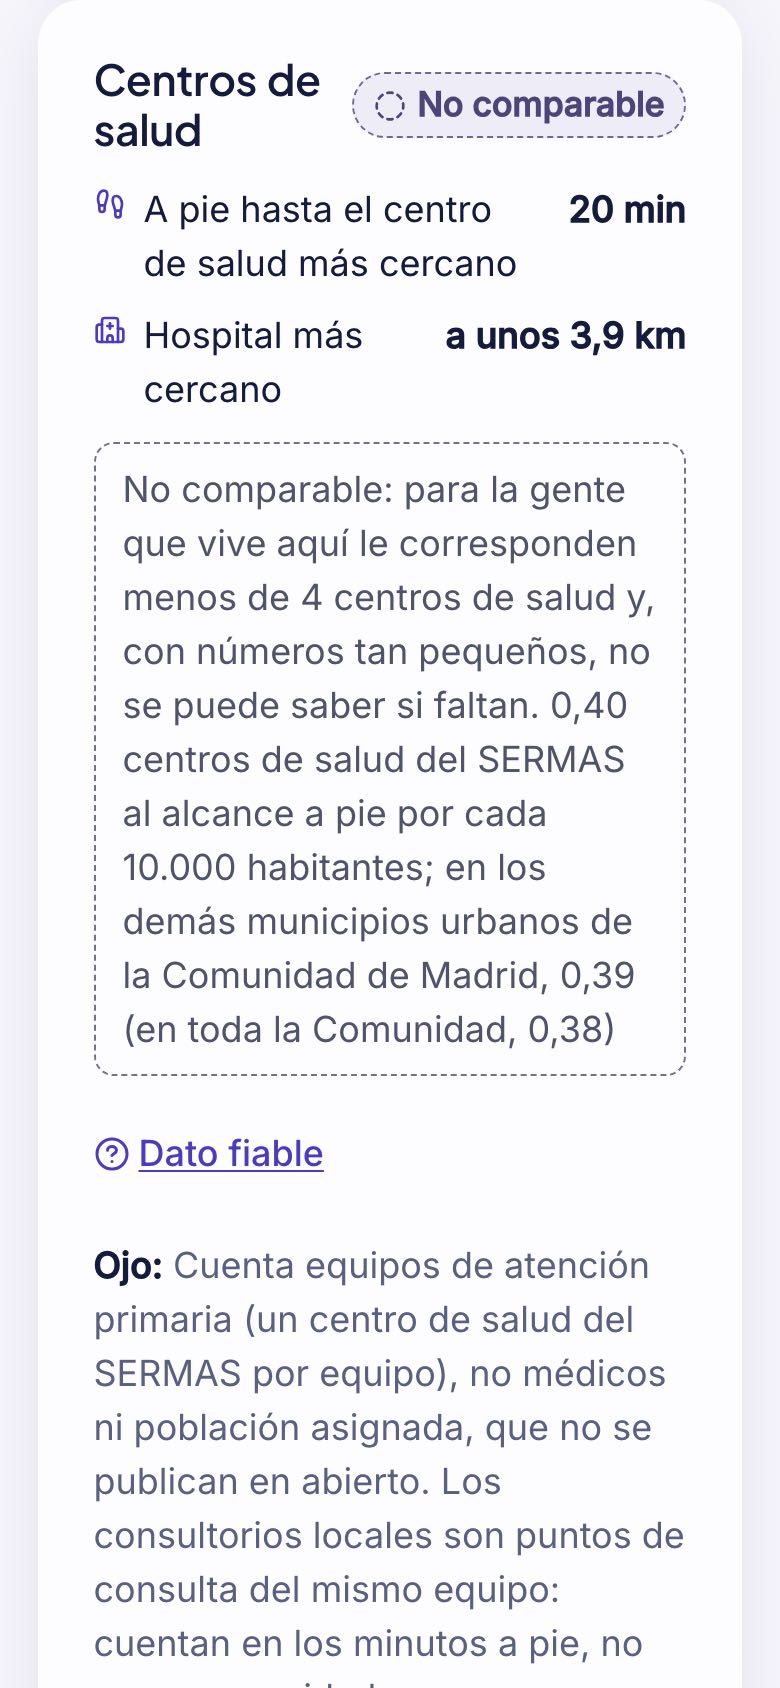 Centros de
salud
No comparable
A pie hasta el centro
de salud más cercano
20 min
Hospital más
cercano
a unos 3,9 km
No comparable: para la gente
que vive aquí le corresponden
menos de 4 centros de salud y,
con números tan pequeños, no
se puede saber si faltan. 0,40
centros de salud del SERMAS
al alcance a pie por cada
10.000 habitantes; en los
demás municipios urbanos de
la Comunidad de Madrid, 0,39
(en toda la Comunidad, 0,38)
Dato fiable
Ojo: Cuenta equipos de atención
primaria (un centro de salud del
SERMAS por equipo), no médicos
ni población asignada, que no se
publican en abierto. Los
consultorios locales son puntos de
consulta del mismo equipo:
cuentan en los minutos a pie, no